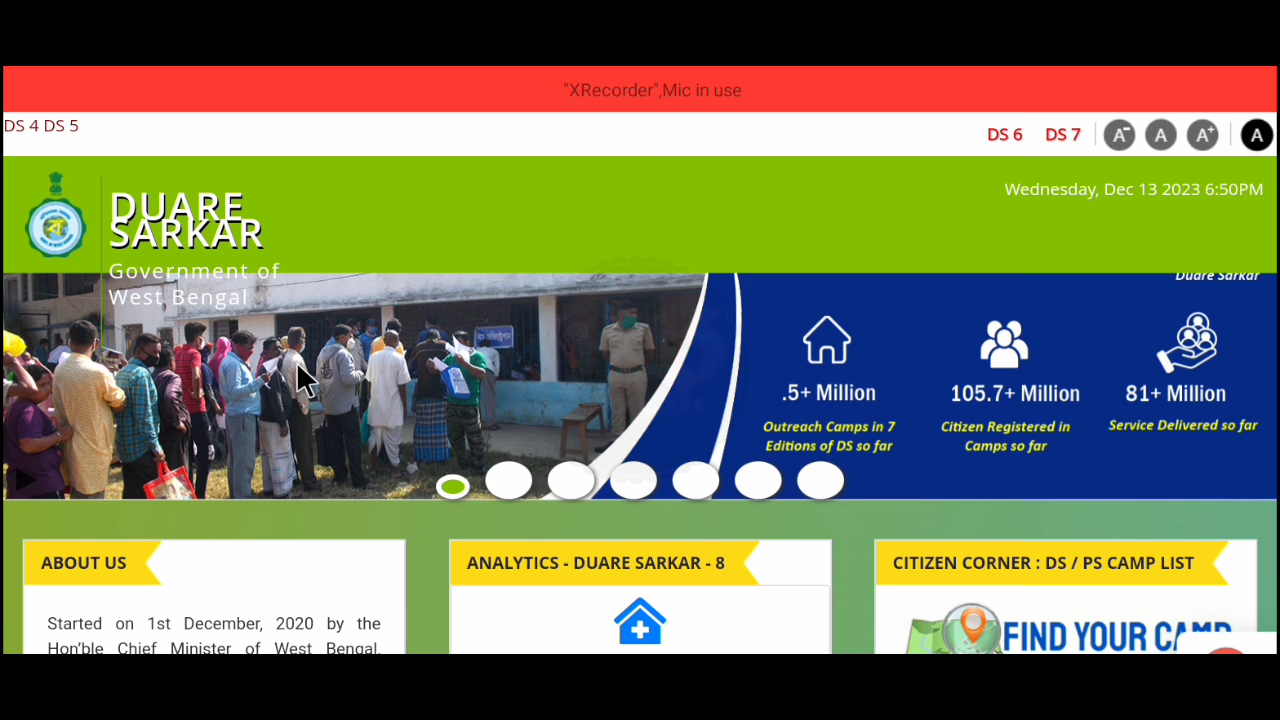 "XRecorder",Mic in use
DS 4 DS 5
DS 6 DS 7 A- A A+ A
DUARE
SARKAR
Government of
West Bengal
Wednesday, Dec 13 2023 6:50PM
Duare Sarkar
.5+ Million 105.7+ Million 81+ Million
Outreach Camps in 7
Editions of DS so far
Citizen Registered in
Camps so far
Service Delivered so far
ABOUT US
Started on 1st December, 2020 by the
Hon'ble Chief Minister of West Bengal,
ANALYTICS - DUARE SARKAR - 8
CITIZEN CORNER : DS / PS CAMP LIST
FIND YOUR CAMP